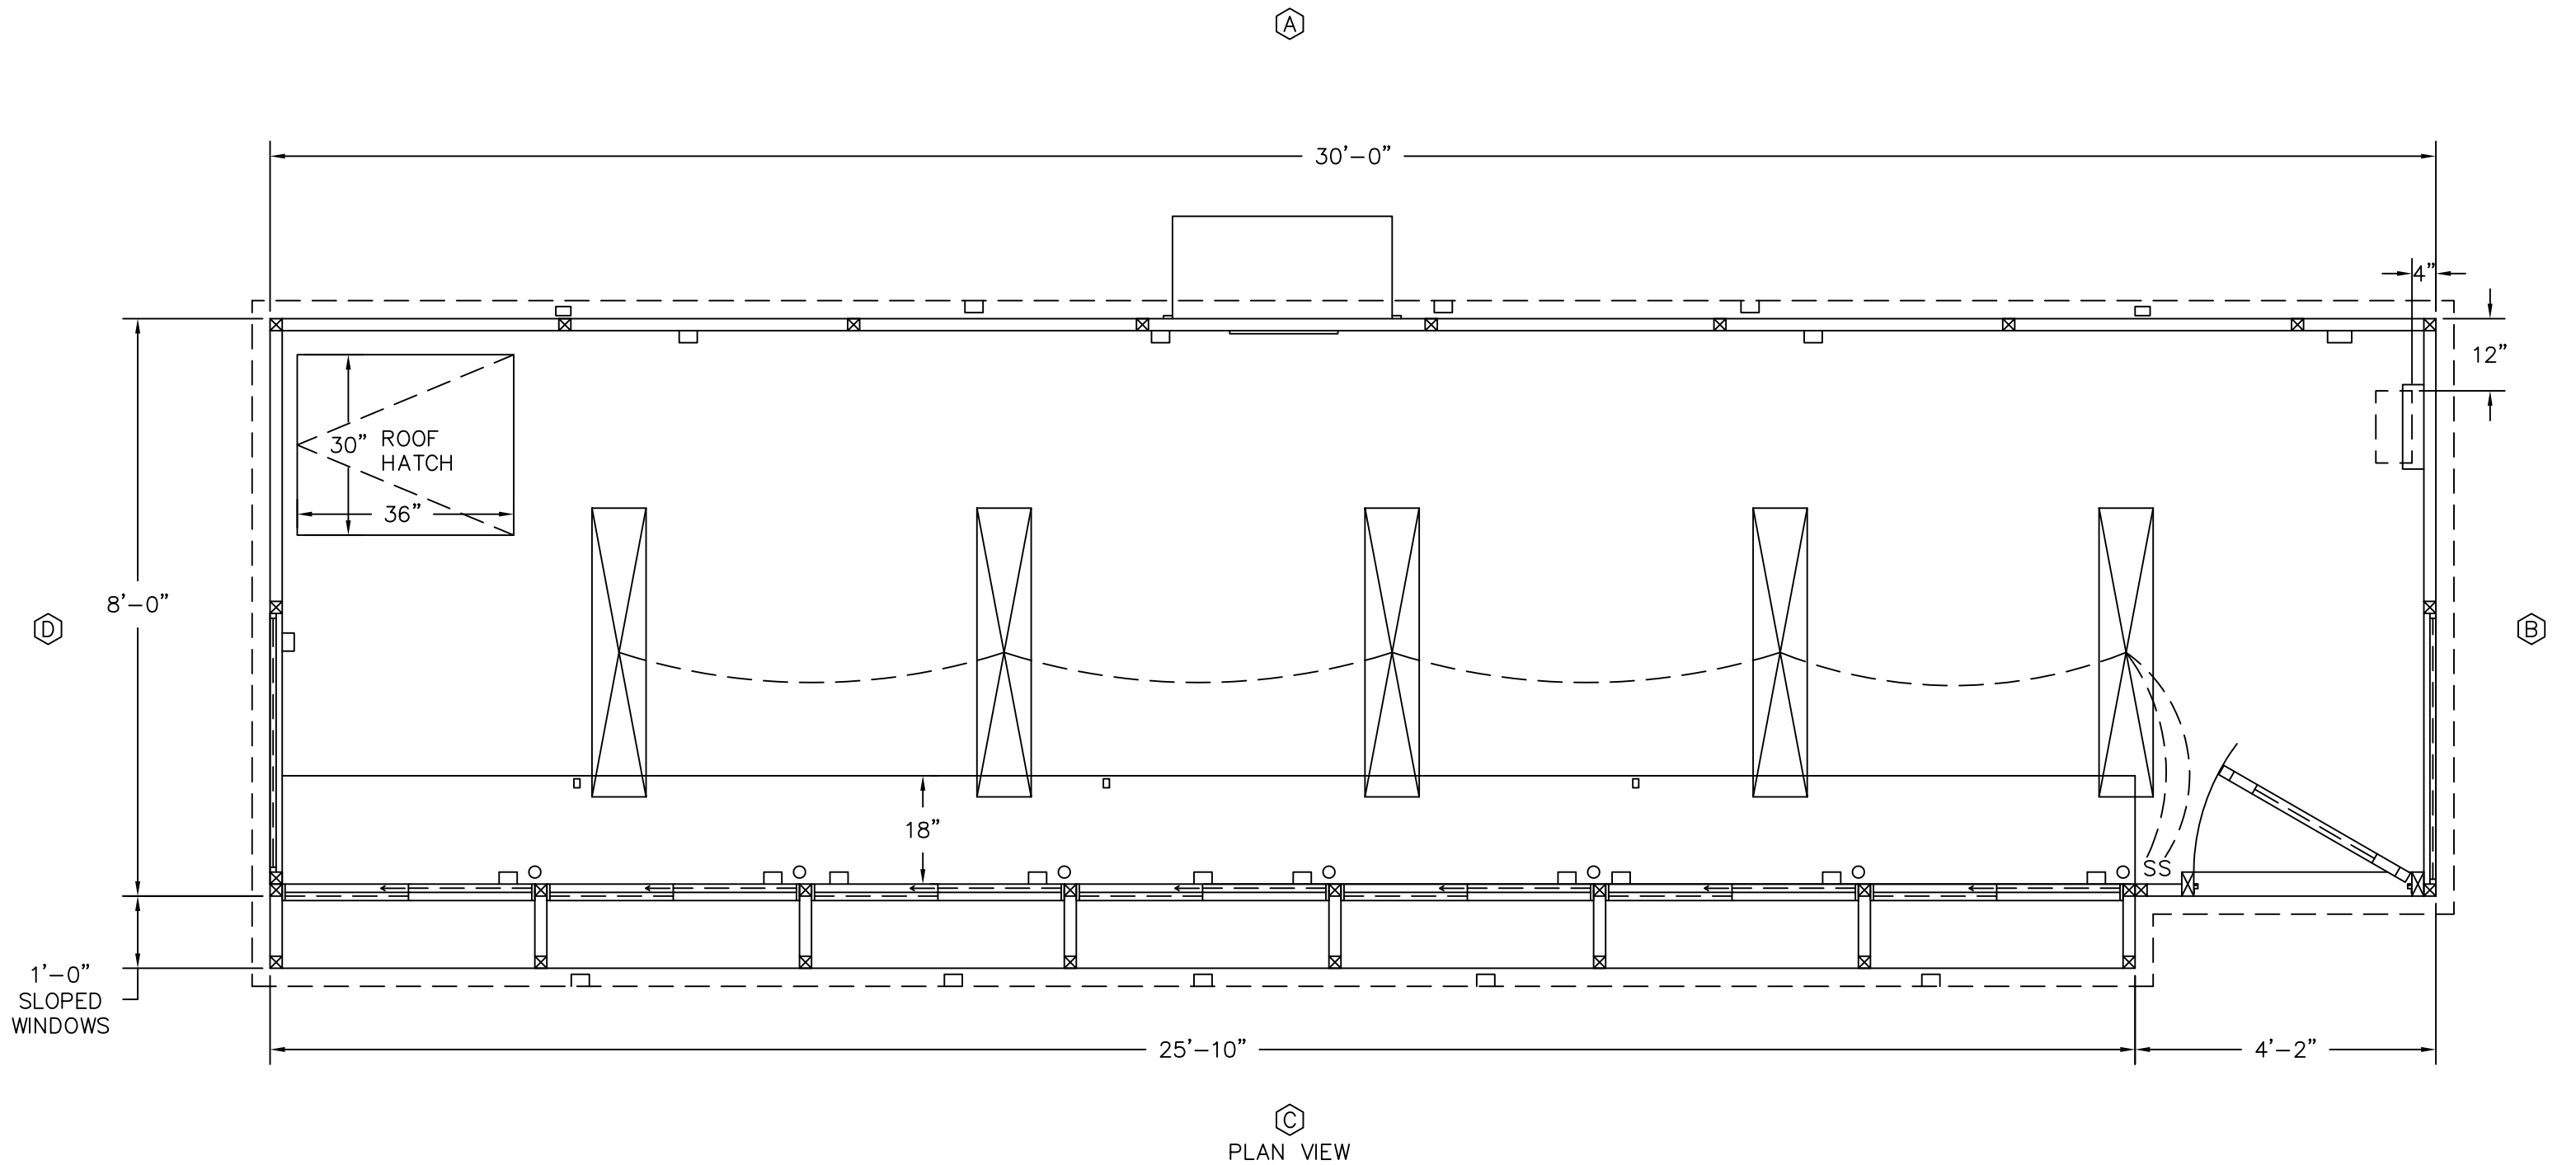 A
30'-0"
4"
12"
30" ROOF
HATCH
36"
8'-0"
D
B
18"
SS
1'-0"
SLOPED
WINDOWS
25'-10"
4'-2"
C
PLAN VIEW